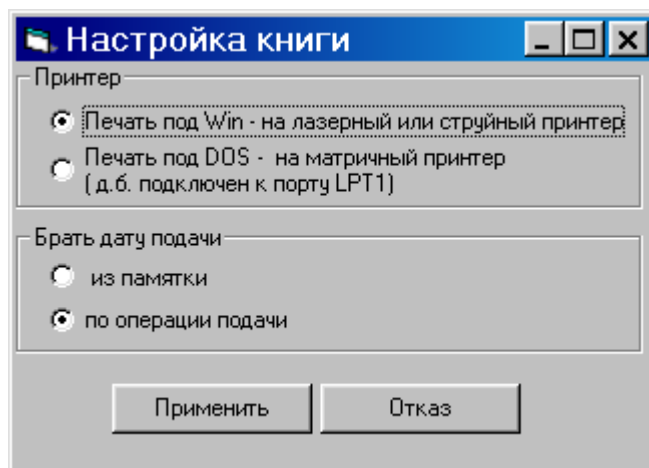 Настройка книги
Принтер
Печать под Win - на лазерный или струйный принтер
Печать под DOS - на матричный принтер
( д.б. подключен к порту LPT1)
Брать дату подачи
из памятки
по операции подачи
Применить Отказ